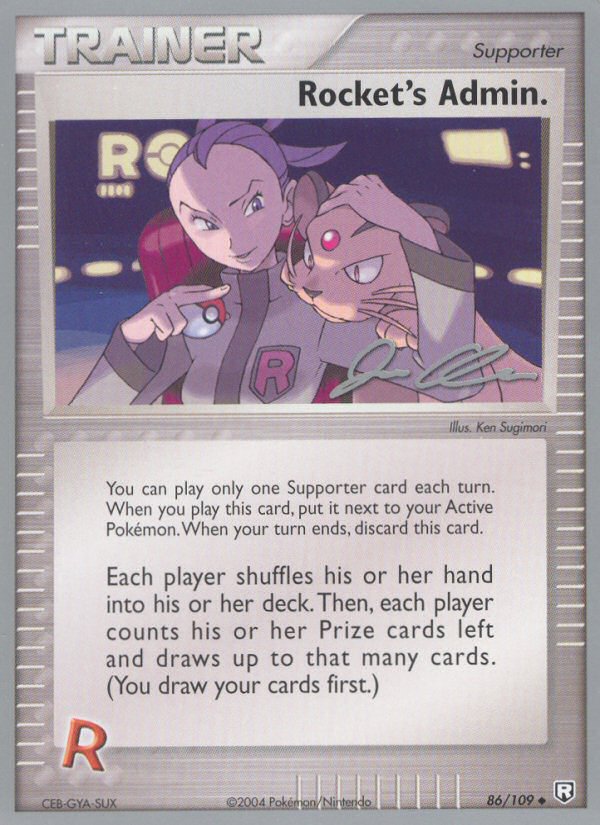 TRAINER
Supporter
Rocket's Admin.
R
R
Illus. Ken Sugimori
You can play only one Supporter card each turn.
When you play this card, put it next to your Active
Pokémon. When your turn ends, discard this card.
Each player shuffles his or her hand
into his or her deck. Then, each player
counts his or her Prize cards left
and draws up to that many cards.
(You draw your cards first.)
R
CEB-GYA-SUX
©2004 Pokémon/Nintendo
86/109
R